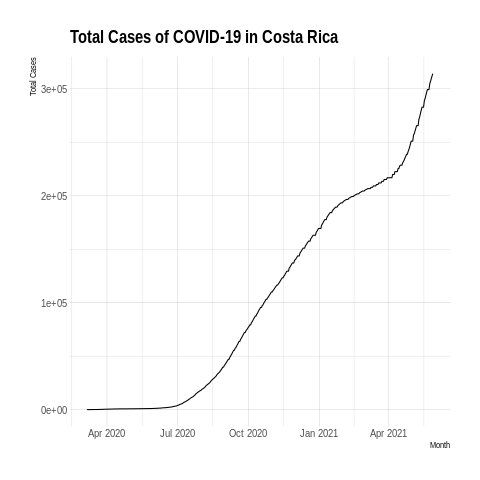 Total Cases of COVID-19 in Costa Rica
Total Cases
3e+05
2e+05
1e+05
0e+00
Apr 2020 Jul 2020 Oct 2020 Jan 2021 Apr 2021
Month